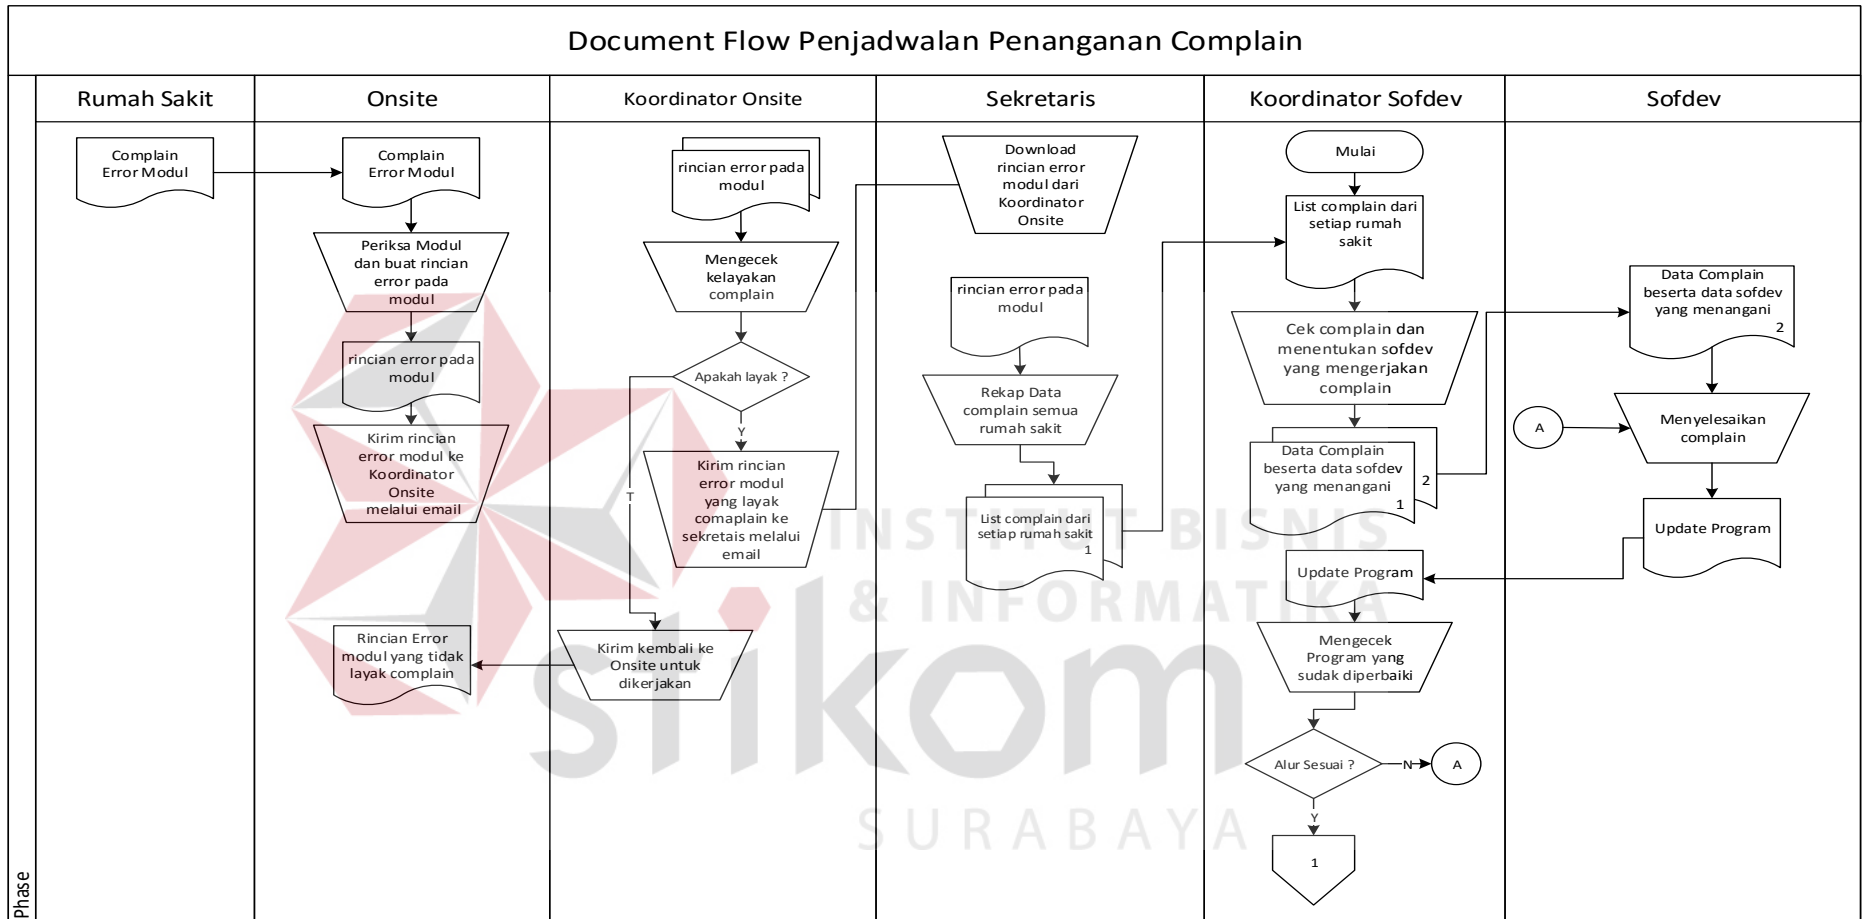 Document Flow Penjadwalan Penanganan Complain
Phase
Rumah Sakit
Onsite
Koordinator Onsite
Sekretaris
Koordinator Sofdev
Sofdev
Complain
Error Modul
Complain
Error Modul
Periksa Modul
dan buat rincian
error pada
modul
rincian error pada
modul
Kirim rincian
error modul ke
Koordinator
Onsite
melalui email
Rincian Error
modul yang tidak
layak complain
rincian error pada
modul
Mengecek
kelayakan
complain
Apakah layak ?
Y
T
Kirim rincian
error modul
yang layak
comaplain ke
sekretais melalui
email
Kirim kembali ke
Onsite untuk
dikerjakan
Download
rincian error
modul dari
Koordinator
Onsite
rincian error pada
modul
Rekap Data
complain semua
rumah sakit
List complain dari
setiap rumah sakit
1
Mulai
List complain dari
setiap rumah
sakit
Cek complain dan
menentukan sofdev
yang mengerjakan
complain
Data Complain
beserta data sofdev
yang menangani
1
2
Update Program
Mengecek
Program yang
sudak diperbaiki
Alur Sesuai ?
N
A
Y
1
Data Complain
beserta data sofdev
yang menangani
2
A
Menyelesaikan
complain
Update Program
INSTITUT BISNIS
& INFORMATIKA
stikom
SURABAYA